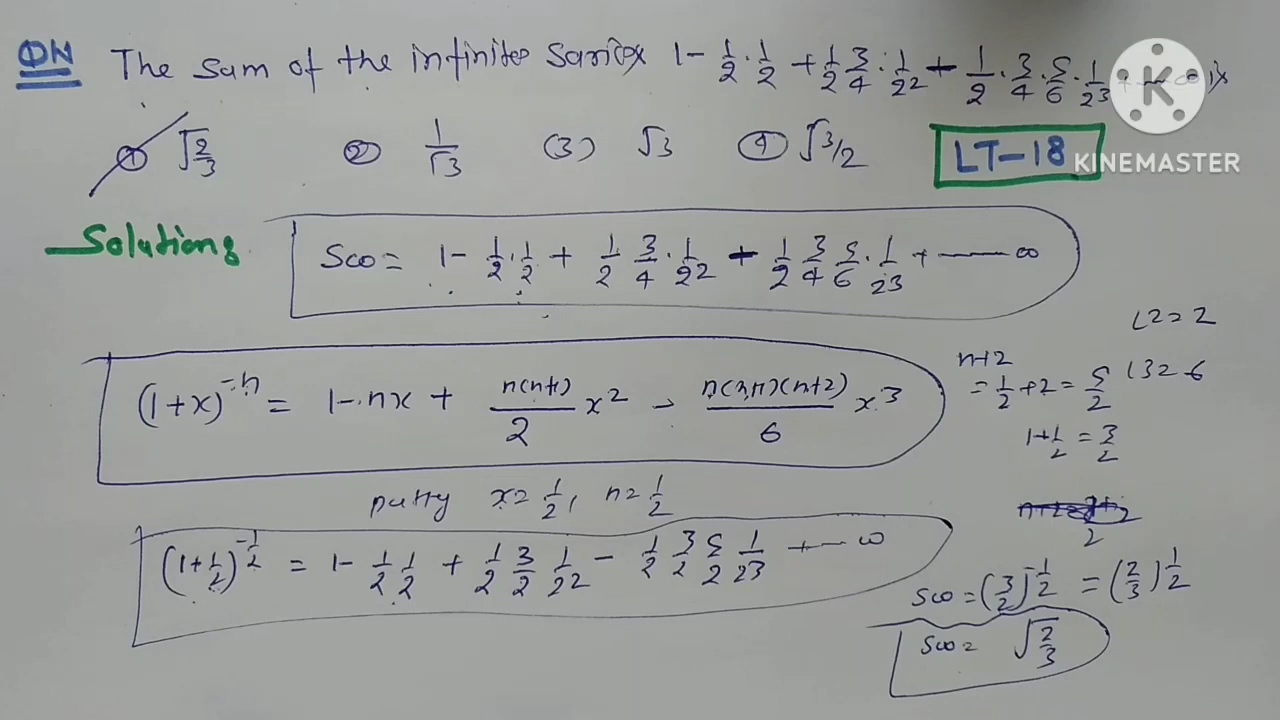 QN The sum of the infinite Series 1 - 1/2 · 1/2 + 1/2 3/4 · 1/2² + 1/2 · 3/4 · 5/6 · 1/2³ + --- ∞ is
① √2/3 ② 1/√3 (3) √3 ④ √3/2 LT-18
KINEMASTER
Solution:
S∞ = 1 - 1/2 · 1/2 + 1/2 3/4 · 1/2² - 1/2 3/4 5/6 · 1/2³ + --- ∞
L2 = 2
(1+x)^-n = 1 - nx + n(n+1)/2 x² - n(n+1)(n+2)/6 x³
n+2
= 1/2 + 2 = 5/2 L3 = 6
1 + 1/2 = 3/2
putting x = 1/2, n = 1/2
(1+1/2)^-1/2 = 1 - 1/2 1/2 + 1/2 3/2 1/2² - 1/2 3/2 5/2 1/2³ + -- ∞
S∞ = (3/2)^-1/2 = (2/3)^1/2
S∞ = √2/3